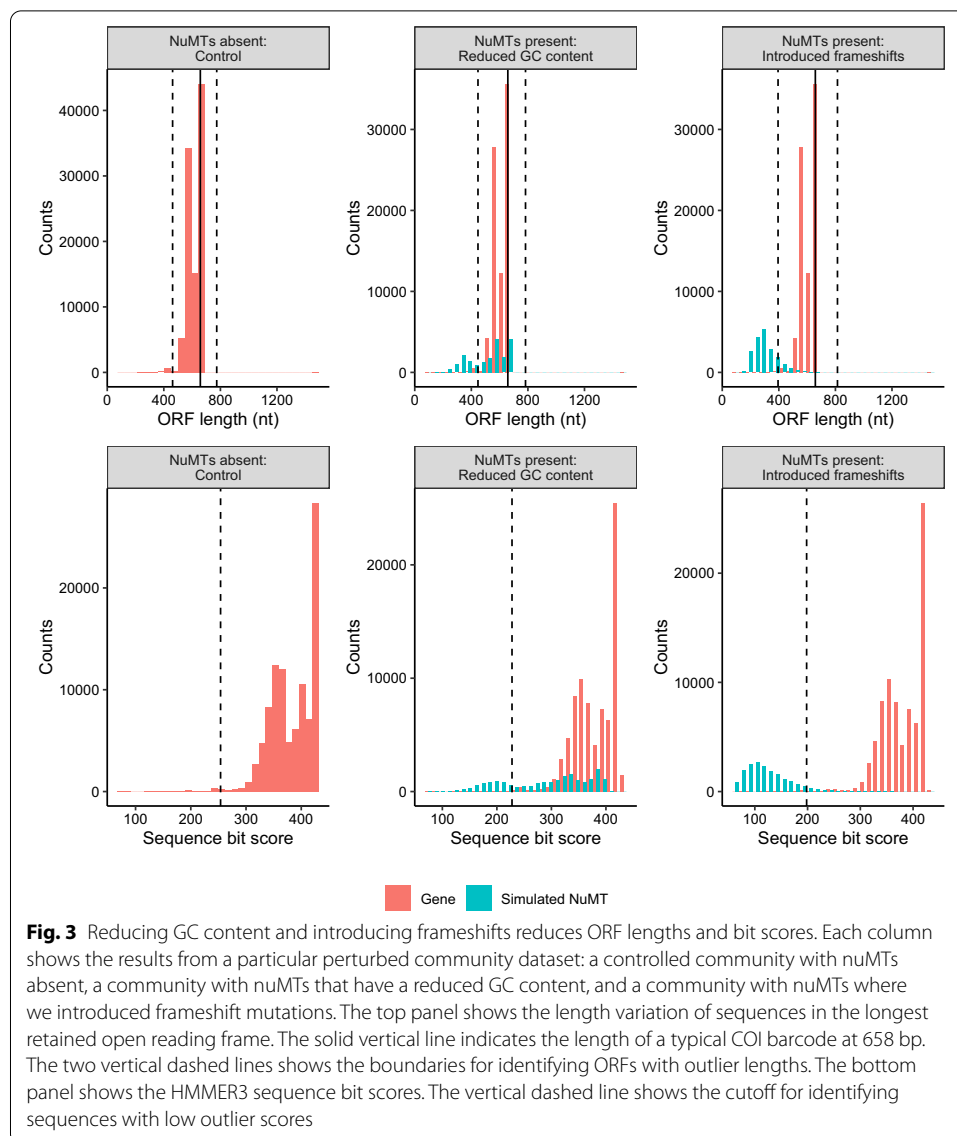 NuMTs absent:
Control
NuMTs present:
Reduced GC content
NuMTs present:
Introduced frameshifts
Counts
40000
30000
20000
10000
0
0 400 800 1200
ORF length (nt)
Counts
30000
20000
10000
0
0 400 800 1200
ORF length (nt)
Counts
30000
20000
10000
0
0 400 800 1200
ORF length (nt)
NuMTs absent:
Control
NuMTs present:
Reduced GC content
NuMTs present:
Introduced frameshifts
Counts
20000
10000
0
100 200 300 400
Sequence bit score
Counts
20000
10000
0
100 200 300 400
Sequence bit score
Counts
20000
10000
0
100 200 300 400
Sequence bit score
Gene Simulated NuMT
Fig. 3 Reducing GC content and introducing frameshifts reduces ORF lengths and bit scores. Each column
shows the results from a particular perturbed community dataset: a controlled community with nuMTs
absent, a community with nuMTs that have a reduced GC content, and a community with nuMTs where
we introduced frameshift mutations. The top panel shows the length variation of sequences in the longest
retained open reading frame. The solid vertical line indicates the length of a typical COI barcode at 658 bp.
The two vertical dashed lines shows the boundaries for identifying ORFs with outlier lengths. The bottom
panel shows the HMMER3 sequence bit scores. The vertical dashed line shows the cutoff for identifying
sequences with low outlier scores